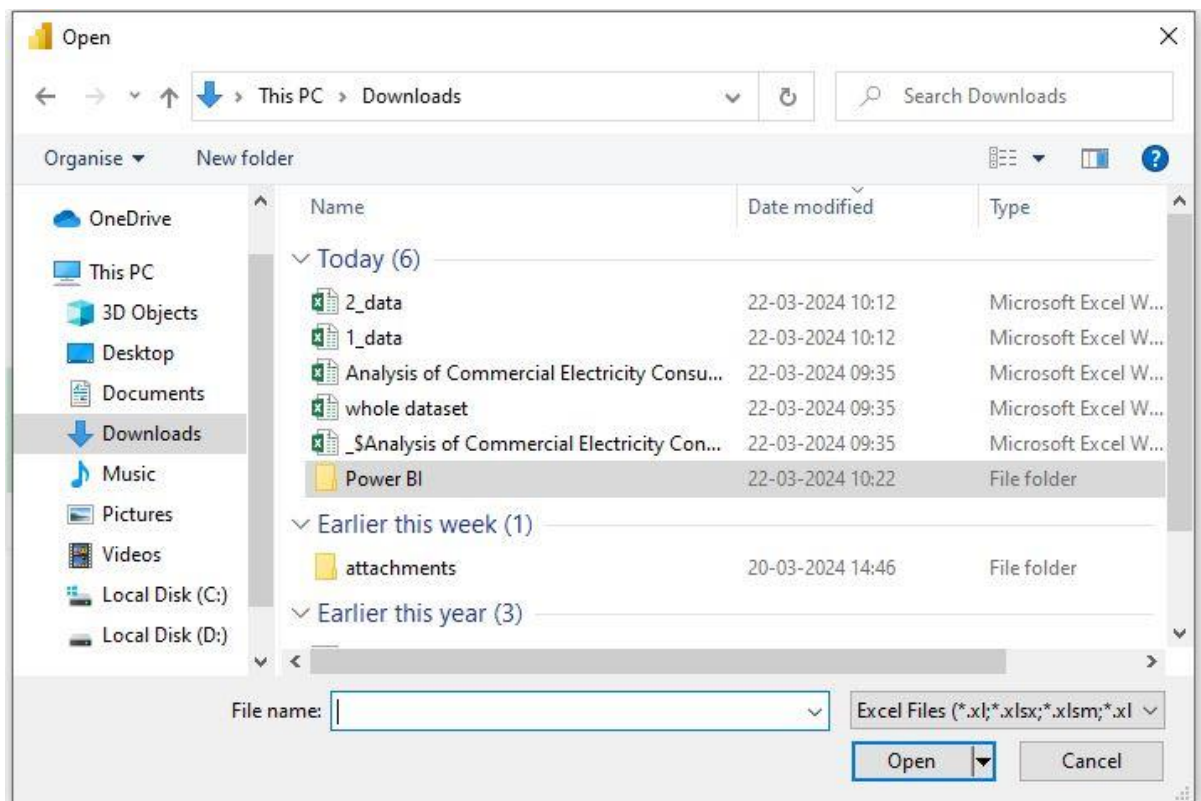 Open
This PC > Downloads
Search Downloads
Organise
New folder
?
OneDrive
This PC
3D Objects
Desktop
Documents
Downloads
Music
Pictures
Videos
Local Disk (C:)
Local Disk (D:)
Name Date modified Type
Today (6)
2_data 22-03-2024 10:12 Microsoft Excel W...
1_data 22-03-2024 10:12 Microsoft Excel W...
Analysis of Commercial Electricity Consu... 22-03-2024 09:35 Microsoft Excel W...
whole dataset 22-03-2024 09:35 Microsoft Excel W...
_$Analysis of Commercial Electricity Con... 22-03-2024 09:35 Microsoft Excel W...
Power BI 22-03-2024 10:22 File folder
Earlier this week (1)
attachments 20-03-2024 14:46 File folder
Earlier this year (3)
File name:
Excel Files (*.xl;*.xlsx;*.xlsm;*.xl
Open
Cancel